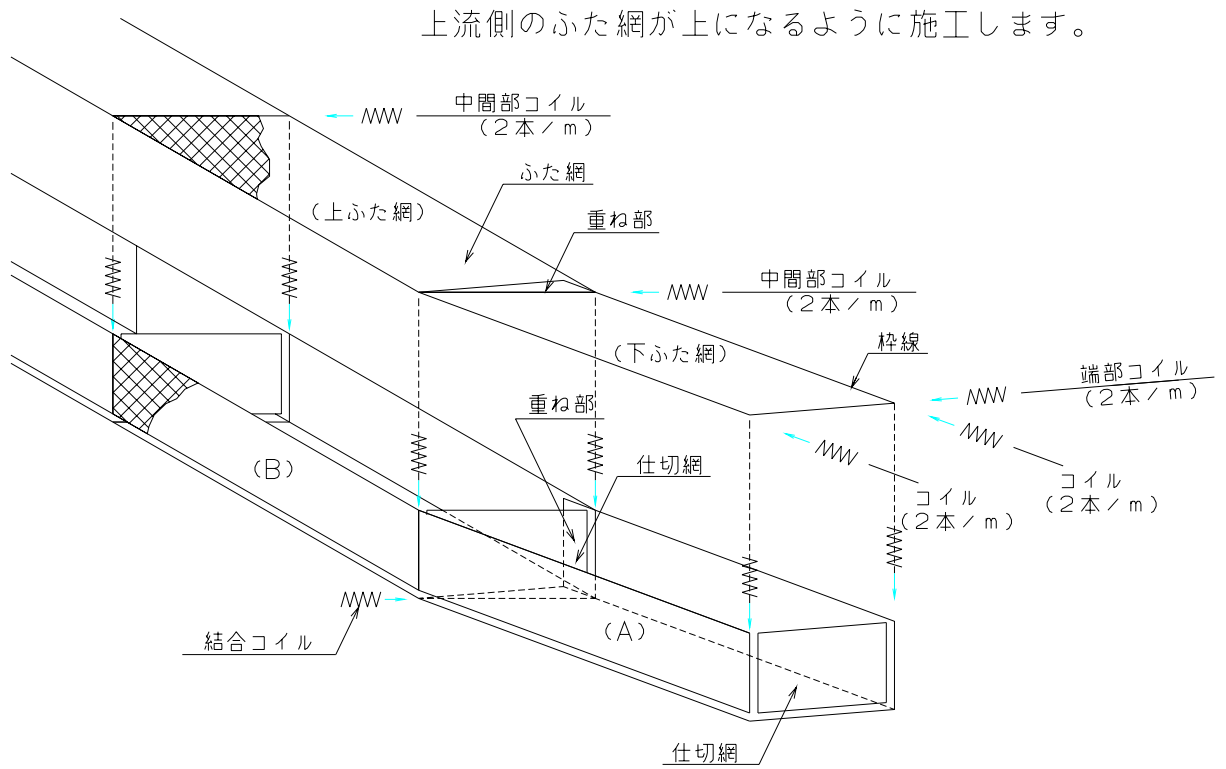 上流側のふた網が上になるように施工します。
中間部コイル
(2本/m)
ふた網
(上ふた網)
重ね部
中間部コイル
(2本/m)
(下ふた網)
枠線
端部コイル
(2本/m)
重ね部
仕切網
(B)
コイル
(2本/m)
コイル
(2本/m)
(A)
結合コイル
仕切網